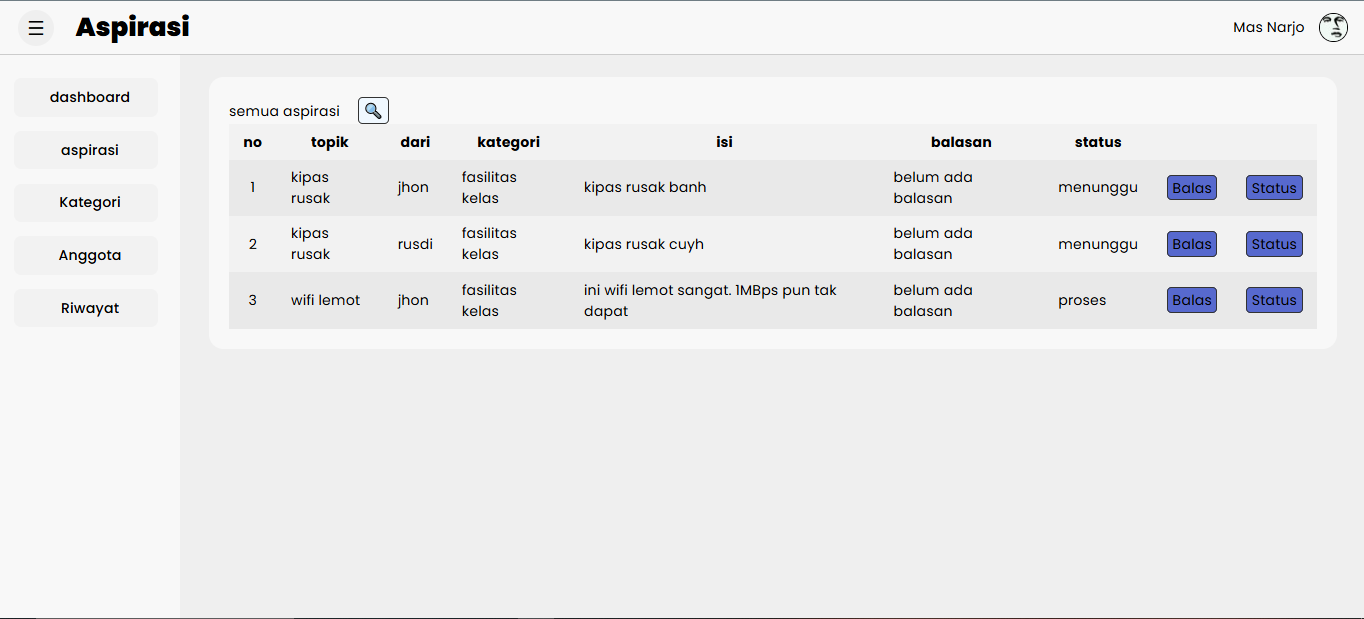 ☰ Aspirasi
Mas Narjo
dashboard
aspirasi
Kategori
Anggota
Riwayat
semua aspirasi
no topik dari kategori isi balasan status
1 kipas rusak jhon fasilitas kelas kipas rusak banh belum ada balasan menunggu Balas Status
2 kipas rusak rusdi fasilitas kelas kipas rusak cuyh belum ada balasan menunggu Balas Status
3 wifi lemot jhon fasilitas kelas ini wifi lemot sangat. 1MBps pun tak dapat belum ada balasan proses Balas Status